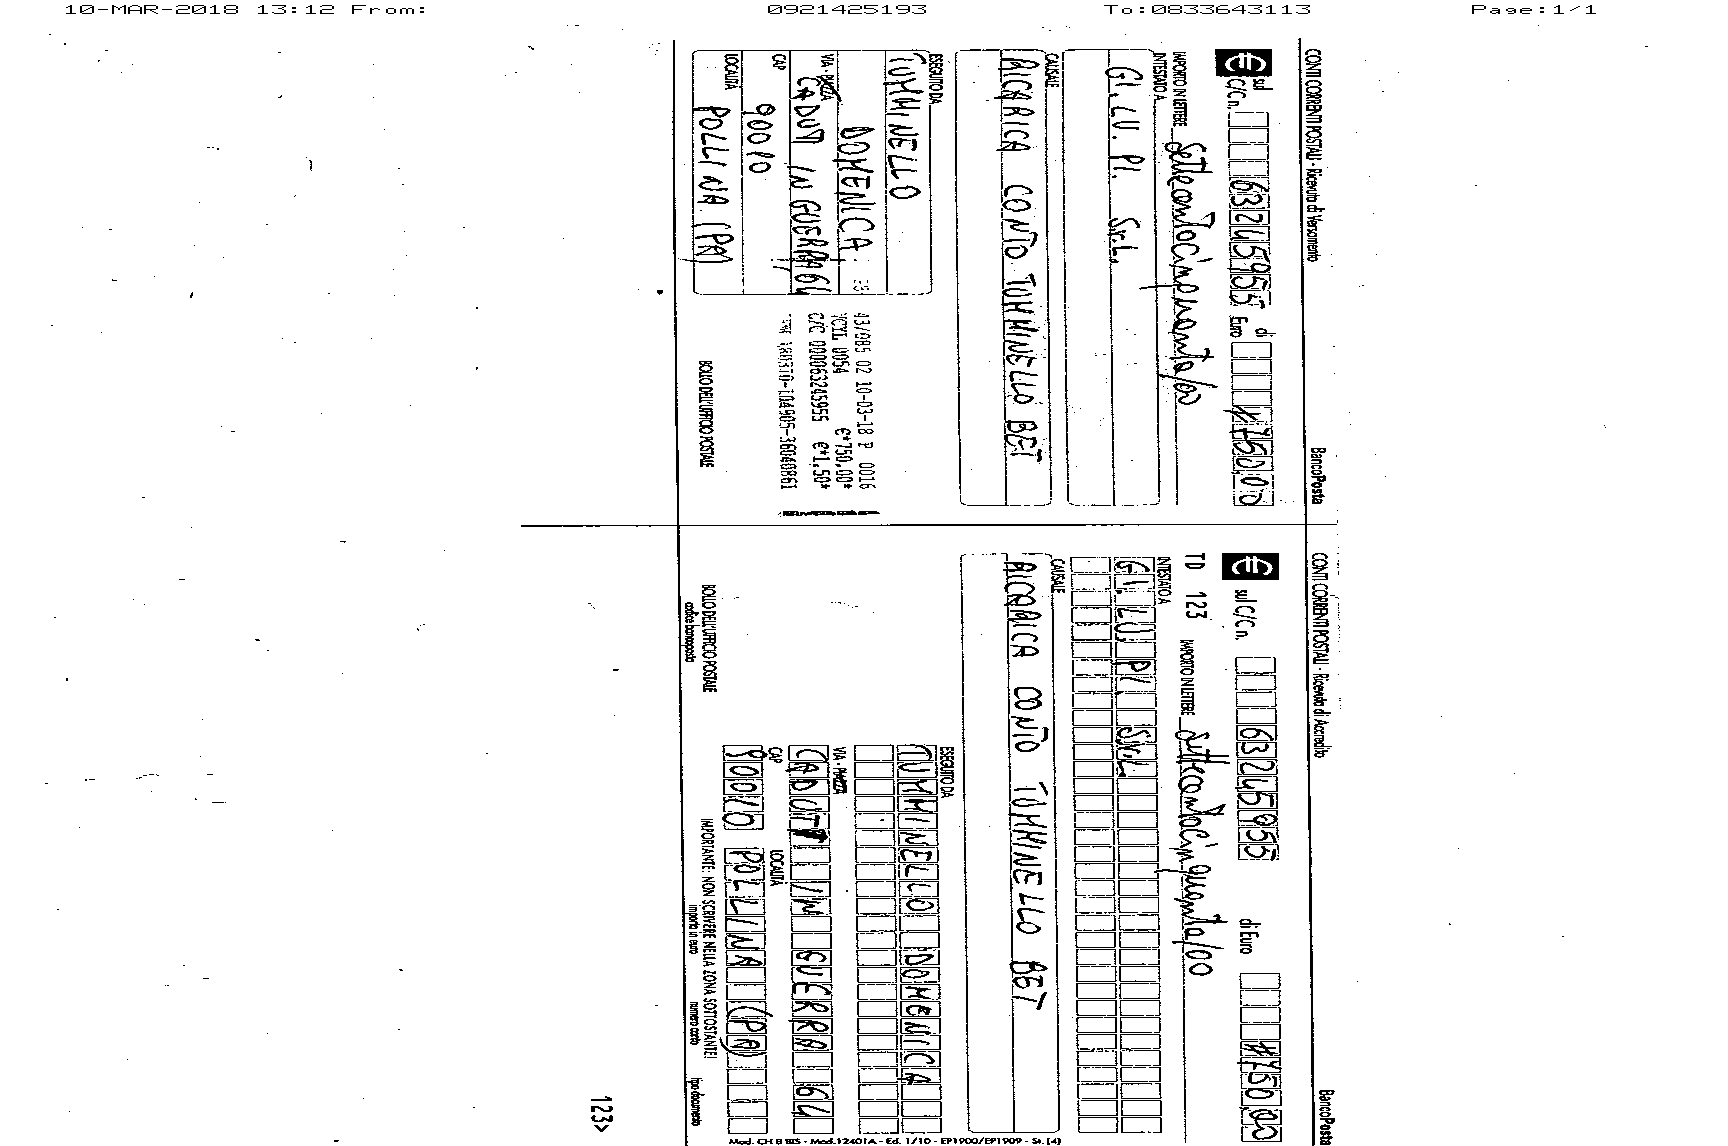 10-MAR-2018 13:12 From: 0921425193 To:0833643113 Page:1/1
CONTI CORRENTI POSTALI - Ricevuta di Versamento BancoPosta
sul C/C n. 63245955 di Euro #750,00
IMPORTO IN LETTERE settecentocinquanta/00
INTESTATO A
GI.LU. PI. S.r.L.
CAUSALE
RICARICA CONTO TUMMINELLO BET
ESEGUITO DA
TUMMINELLO
DOMENICA
VIA - PIAZZA
CADUTI IN GUERRA 64
CAP
90010
LOCALITÀ
POLLINA (PA)
43/085 02 10-03-18 P 0016
VCYL 0054 €*750,00*
C/C 000063245955 €*1,50*
BOLLO DELL'UFFICIO POSTALE
CONTI CORRENTI POSTALI - Ricevuta di Accredito BancoPosta
sul C/C n. 63245955 di Euro #750,00
TD 123 IMPORTO IN LETTERE settecentocinquanta/00
INTESTATO A
GI.LU. PI. S.r.L
CAUSALE
RICARICA CONTO TUMMINELLO BET
ESEGUITO DA
TUMMINELLO DOMENICA
VIA - PIAZZA
CADUTI IN GUERRA 64
CAP LOCALITÀ
90010 POLLINA (PA)
BOLLO DELL'UFFICIO POSTALE
codice bancoposta
IMPORTANTE: NON SCRIVERE NELLA ZONA SOTTOSTANTE!
importo in euro numero conto tipo documento
123>
Mod. CH 8 BIS - Mod. 12401A - Ed. 1/10 - EP1900/EP1909 - St. [4]